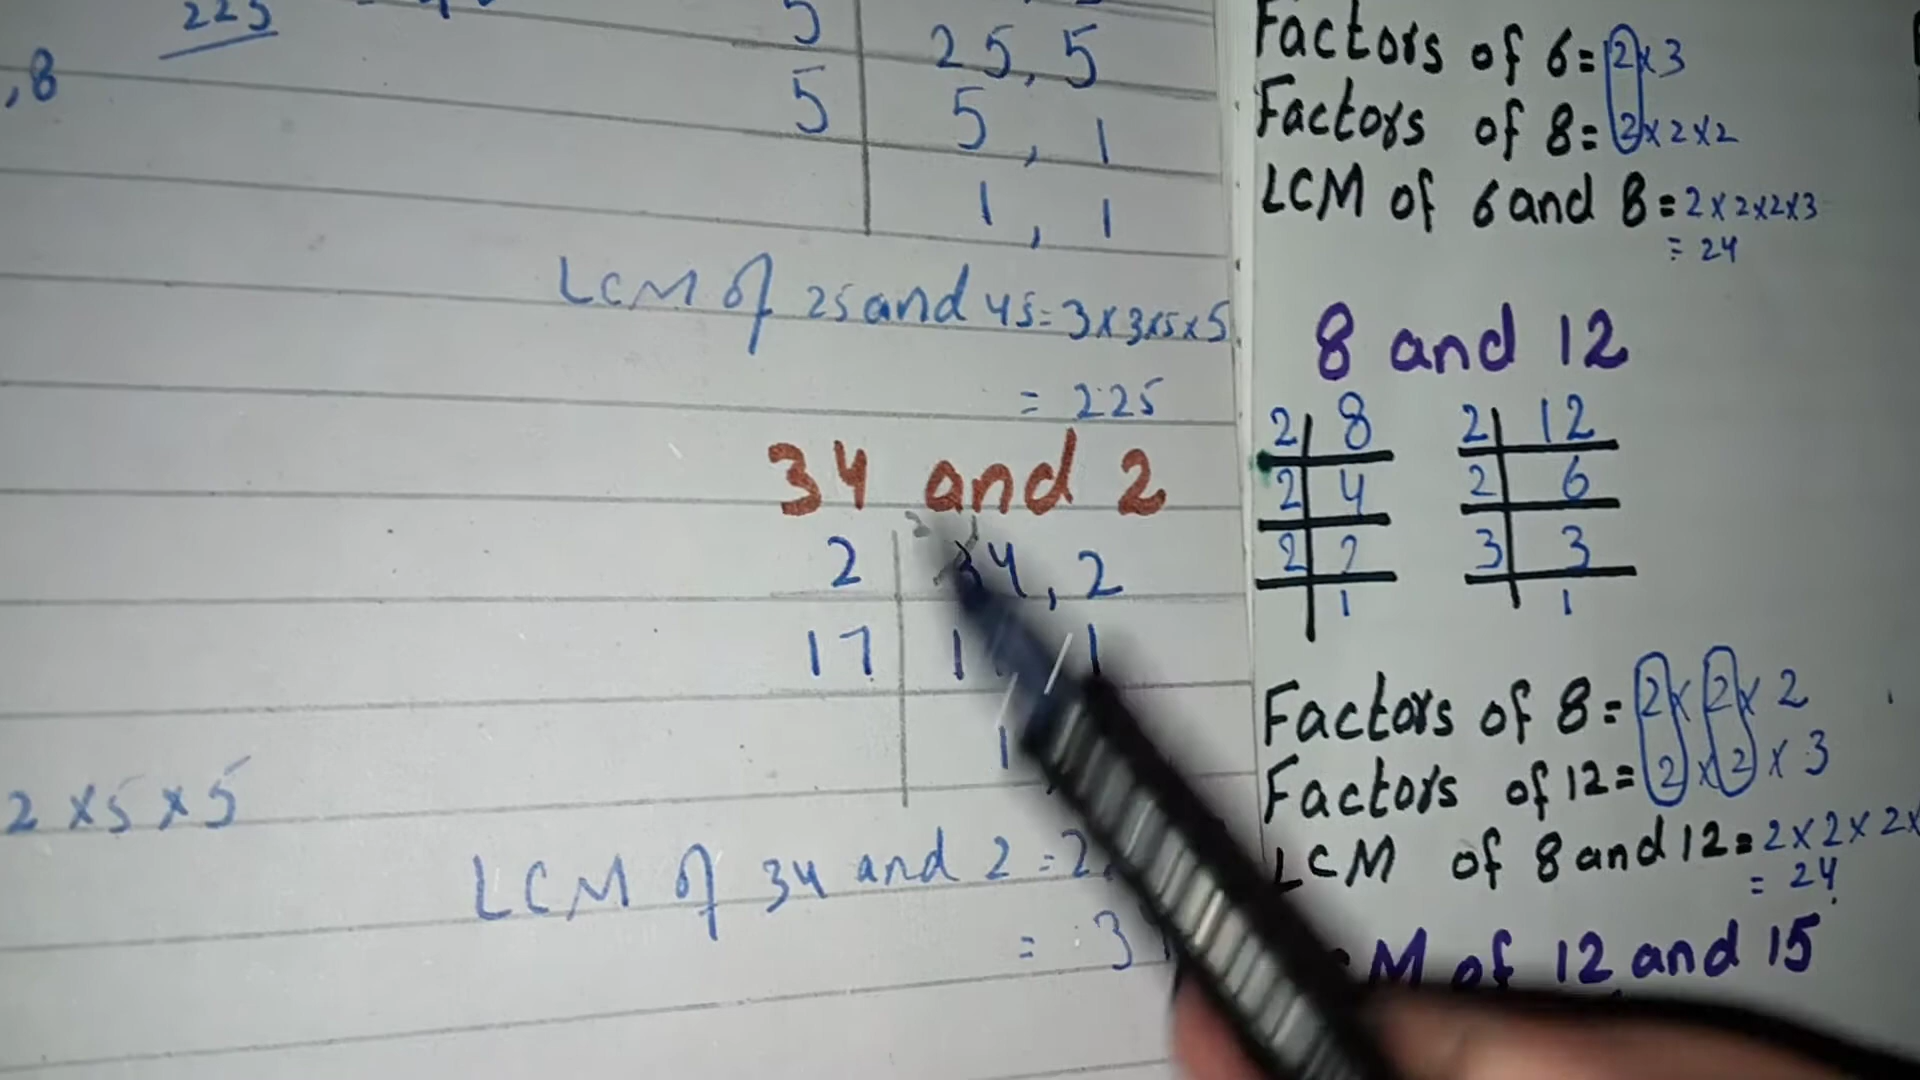 225
,8
5 25, 5
5 5, 1
1, 1
LCM of 25 and 45= 3x3x5x5
= 225
34 and 2
2 34, 2
17 1
1
2x5x5
LCM of 34 and 2 = 2
= 3
Factors of 6= 2x3
Factors of 8= 2x2x2
LCM of 6 and 8= 2x2x2x3
= 24
8 and 12
2 8 2 12
2 4 2 6
2 2 3 3
1 1
Factors of 8= 2x 2x 2
Factors of 12= 2x2x3
LCM of 8 and 12= 2x2x2x
= 24
M of 12 and 15